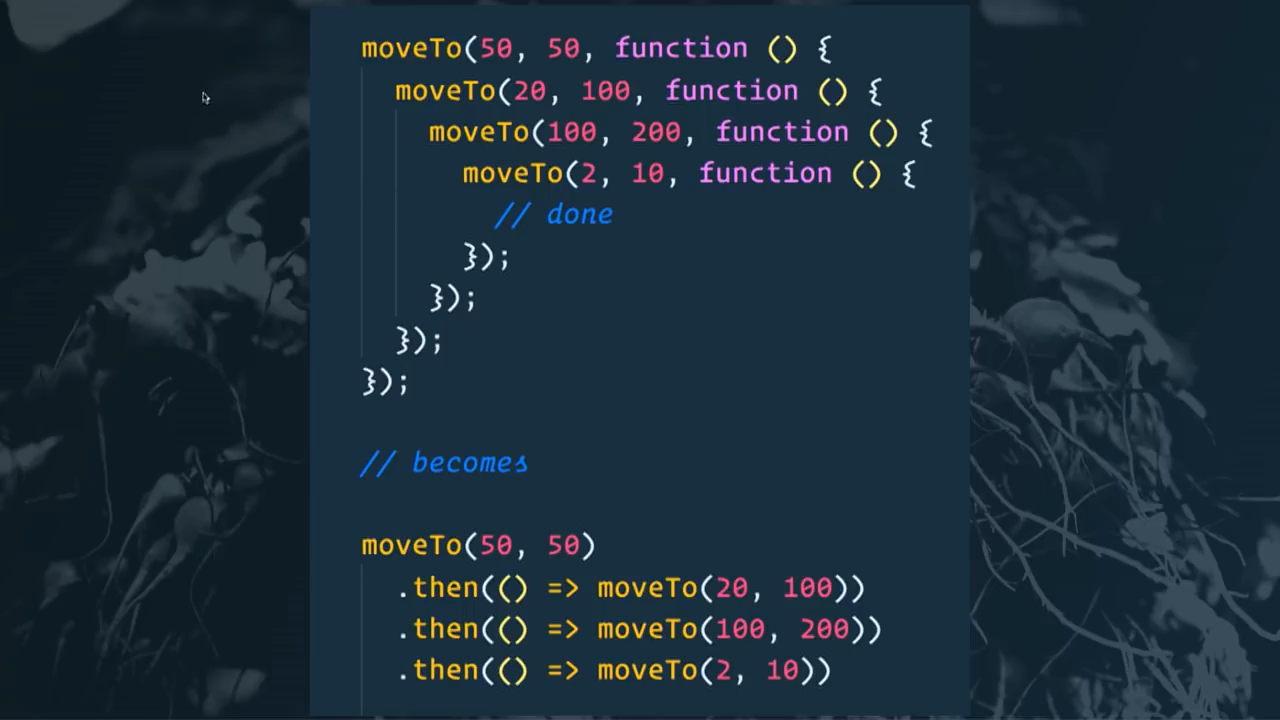 moveTo(50, 50, function () {
moveTo(20, 100, function () {
moveTo(100, 200, function () {
moveTo(2, 10, function () {
// done
});
});
});
});
// becomes
moveTo(50, 50)
.then(() => moveTo(20, 100))
.then(() => moveTo(100, 200))
.then(() => moveTo(2, 10))